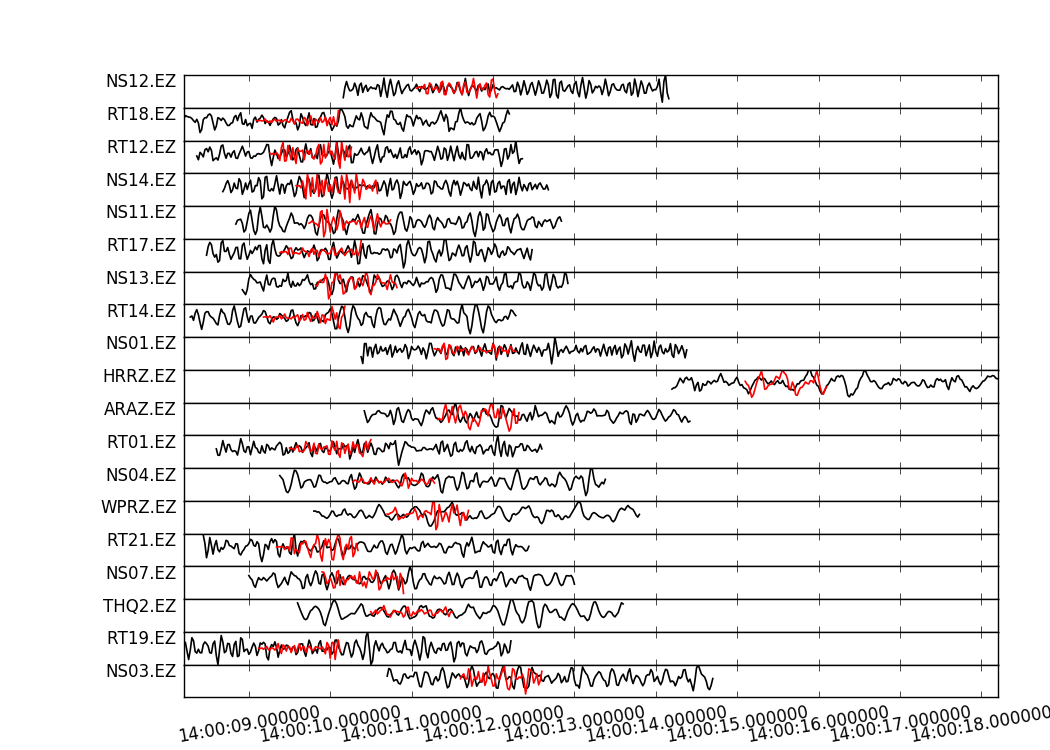 NS12.EZ
RT18.EZ
RT12.EZ
NS14.EZ
NS11.EZ
RT17.EZ
NS13.EZ
RT14.EZ
NS01.EZ
HRRZ.EZ
ARAZ.EZ
RT01.EZ
NS04.EZ
WPRZ.EZ
RT21.EZ
NS07.EZ
THQ2.EZ
RT19.EZ
NS03.EZ
14:00:09.000000
14:00:10.000000
14:00:11.000000
14:00:12.000000
14:00:13.000000
14:00:14.000000
14:00:15.000000
14:00:16.000000
14:00:17.000000
14:00:18.000000